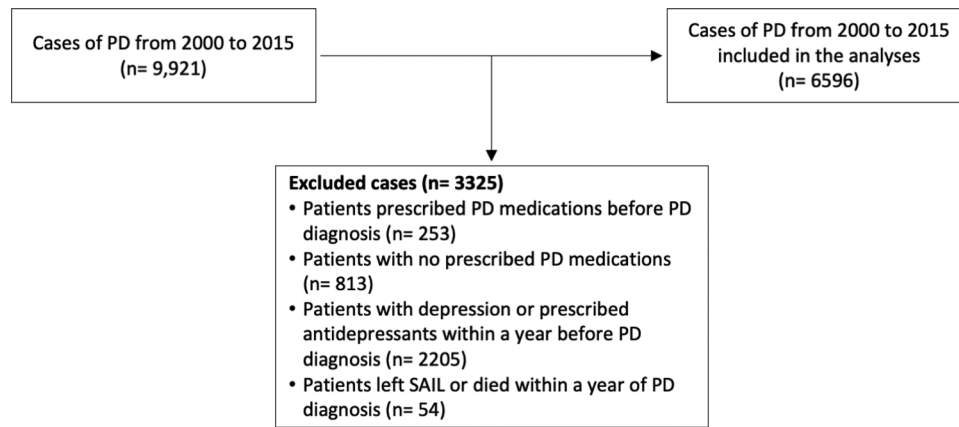 Cases of PD from 2000 to 2015
(n= 9,921)
Cases of PD from 2000 to 2015
included in the analyses
(n= 6596)
Excluded cases (n= 3325)
• Patients prescribed PD medications before PD
diagnosis (n= 253)
• Patients with no prescribed PD medications
(n= 813)
• Patients with depression or prescribed
antidepressants within a year before PD
diagnosis (n= 2205)
• Patients left SAIL or died within a year of PD
diagnosis (n= 54)